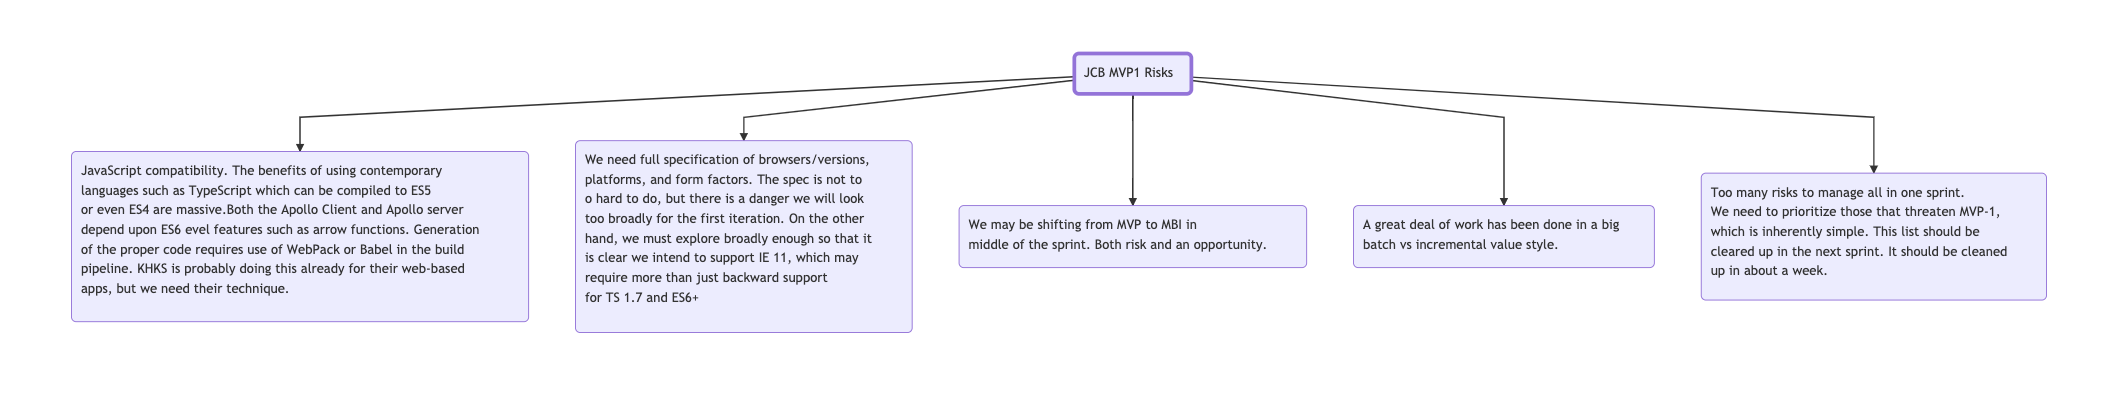 JCB MVP1 Risks
JavaScript compatibility. The benefits of using contemporary
languages such as TypeScript which can be compiled to ES5
or even ES4 are massive.Both the Apollo Client and Apollo server
depend upon ES6 evel features such as arrow functions. Generation
of the proper code requires use of WebPack or Babel in the build
pipeline. KHKS is probably doing this already for their web-based
apps, but we need their technique.
We need full specification of browsers/versions,
platforms, and form factors. The spec is not to
o hard to do, but there is a danger we will look
too broadly for the first iteration. On the other
hand, we must explore broadly enough so that it
is clear we intend to support IE 11, which may
require more than just backward support
for TS 1.7 and ES6+
We may be shifting from MVP to MBI in
middle of the sprint. Both risk and an opportunity.
A great deal of work has been done in a big
batch vs incremental value style.
Too many risks to manage all in one sprint.
We need to prioritize those that threaten MVP-1,
which is inherently simple. This list should be
cleared up in the next sprint. It should be cleaned
up in about a week.